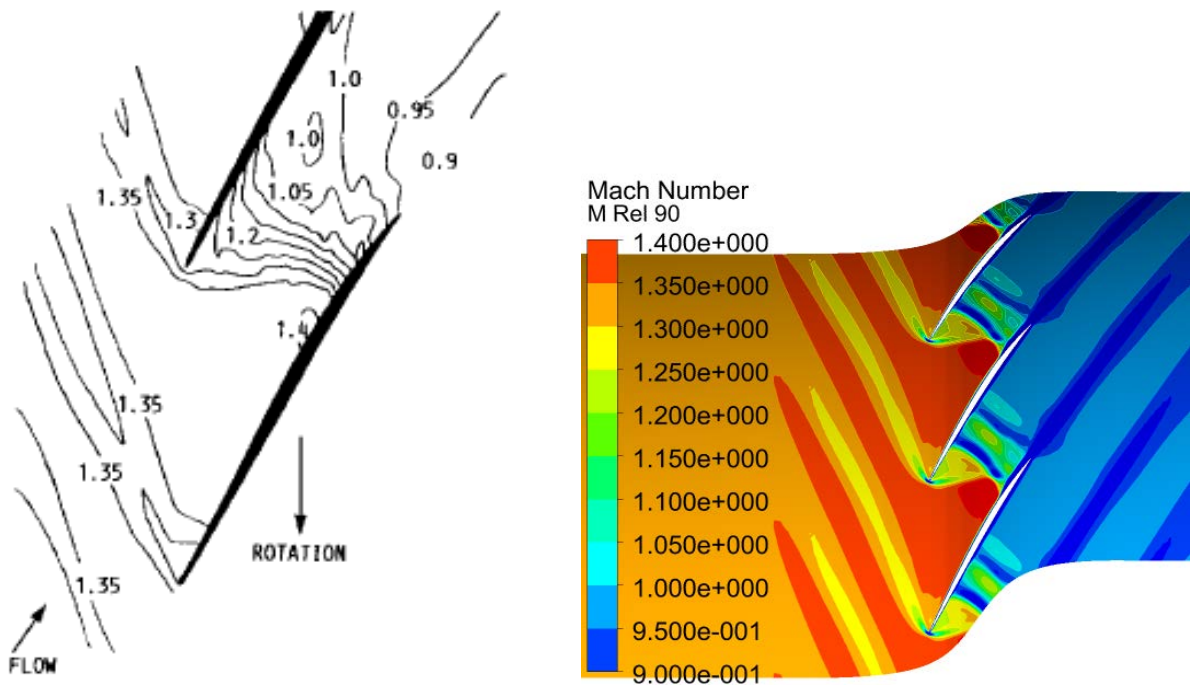 1.0
0.95
1.0
0.9
1.05
1.35
1.3
1.2
1.4
1.35
1.35
ROTATION
1.35
FLOW
Mach Number
M Rel 90
1.400e+000
1.350e+000
1.300e+000
1.250e+000
1.200e+000
1.150e+000
1.100e+000
1.050e+000
1.000e+000
9.500e-001
9.000e-001